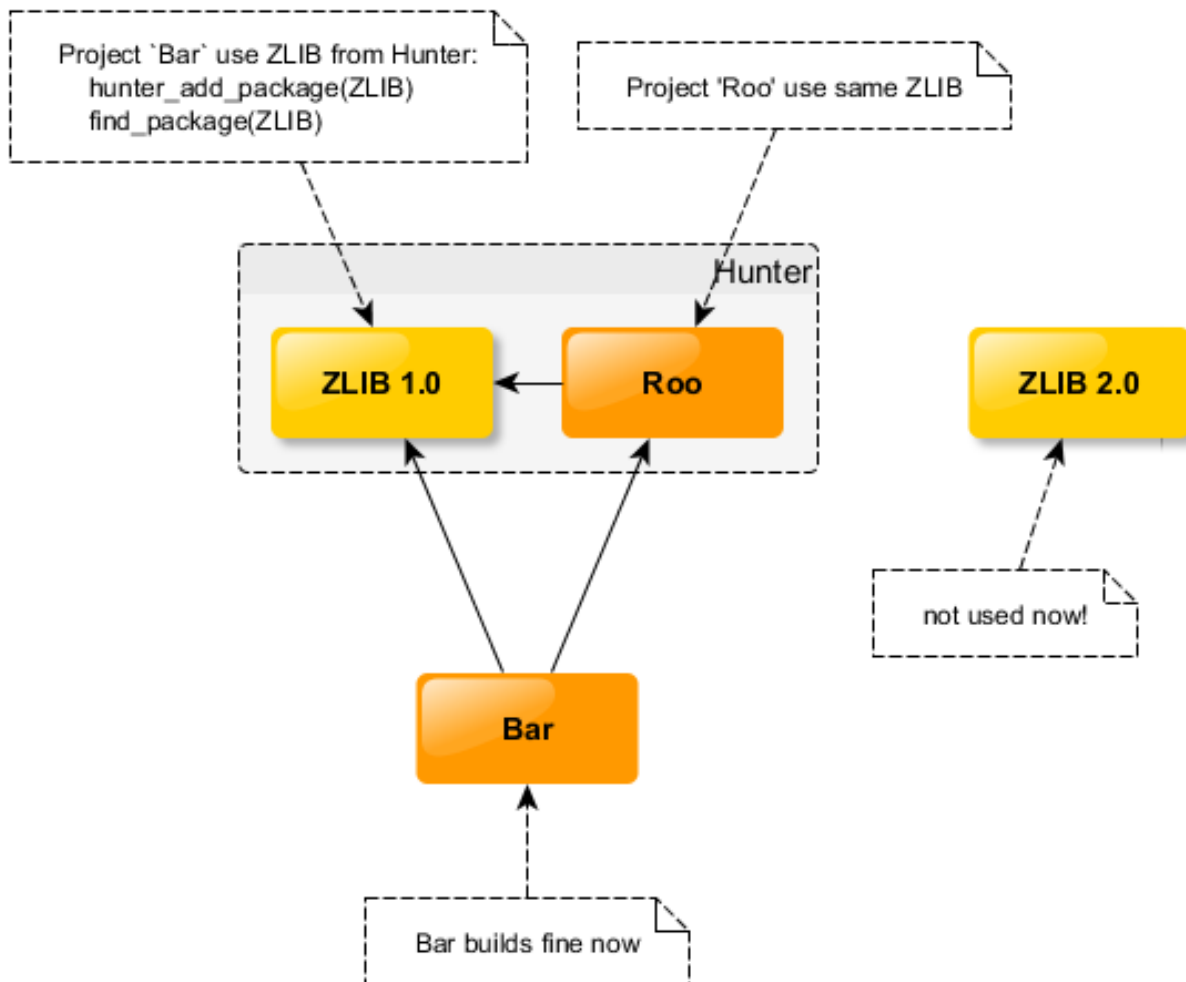 Project `Bar` use ZLIB from Hunter:
hunter_add_package(ZLIB)
find_package(ZLIB)
Project 'Roo' use same ZLIB
Hunter
ZLIB 1.0
Roo
ZLIB 2.0
not used now!
Bar
Bar builds fine now